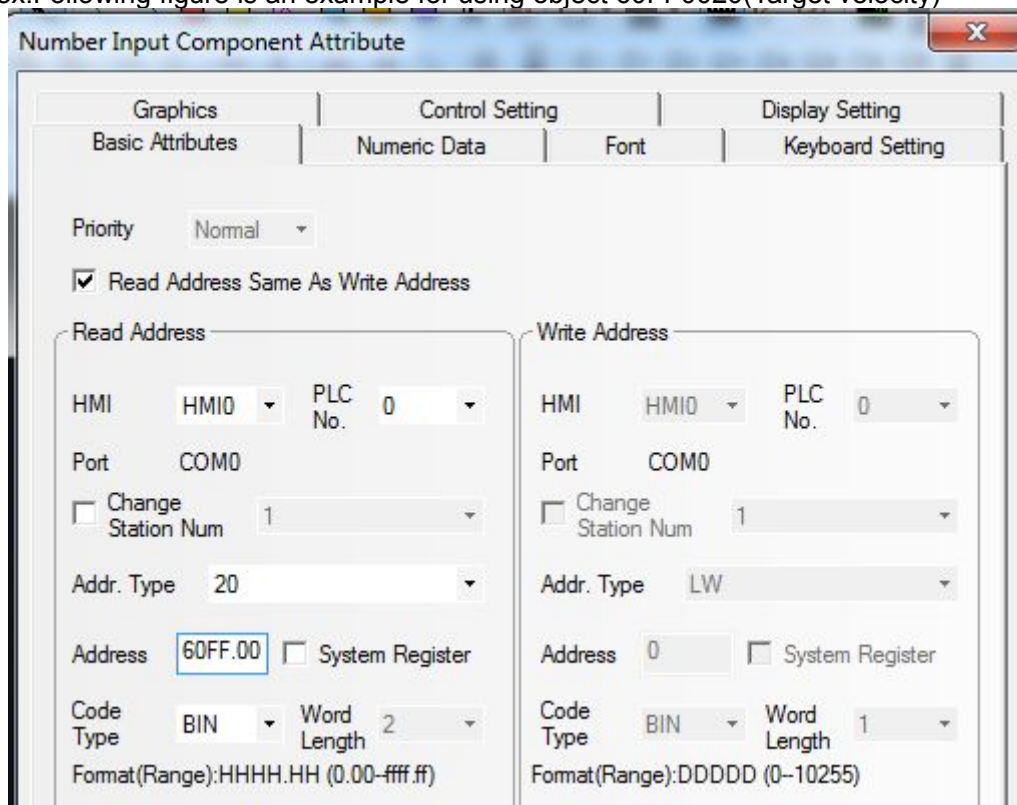 Number Input Component Attribute
Graphics Control Setting Display Setting
Basic Attributes Numeric Data Font Keyboard Setting
Priority Normal
Read Address Same As Write Address
Read Address
HMI HMI0 PLC No. 0
Port COM0
Change Station Num 1
Addr. Type 20
Address 60FF.00 System Register
Code Type BIN Word Length 2
Format(Range):HHHH.HH (0.00--ffff.ff)
Write Address
HMI HMI0 PLC No. 0
Port COM0
Change Station Num 1
Addr. Type LW
Address 0 System Register
Code Type BIN Word Length 1
Format(Range):DDDDD (0--10255)